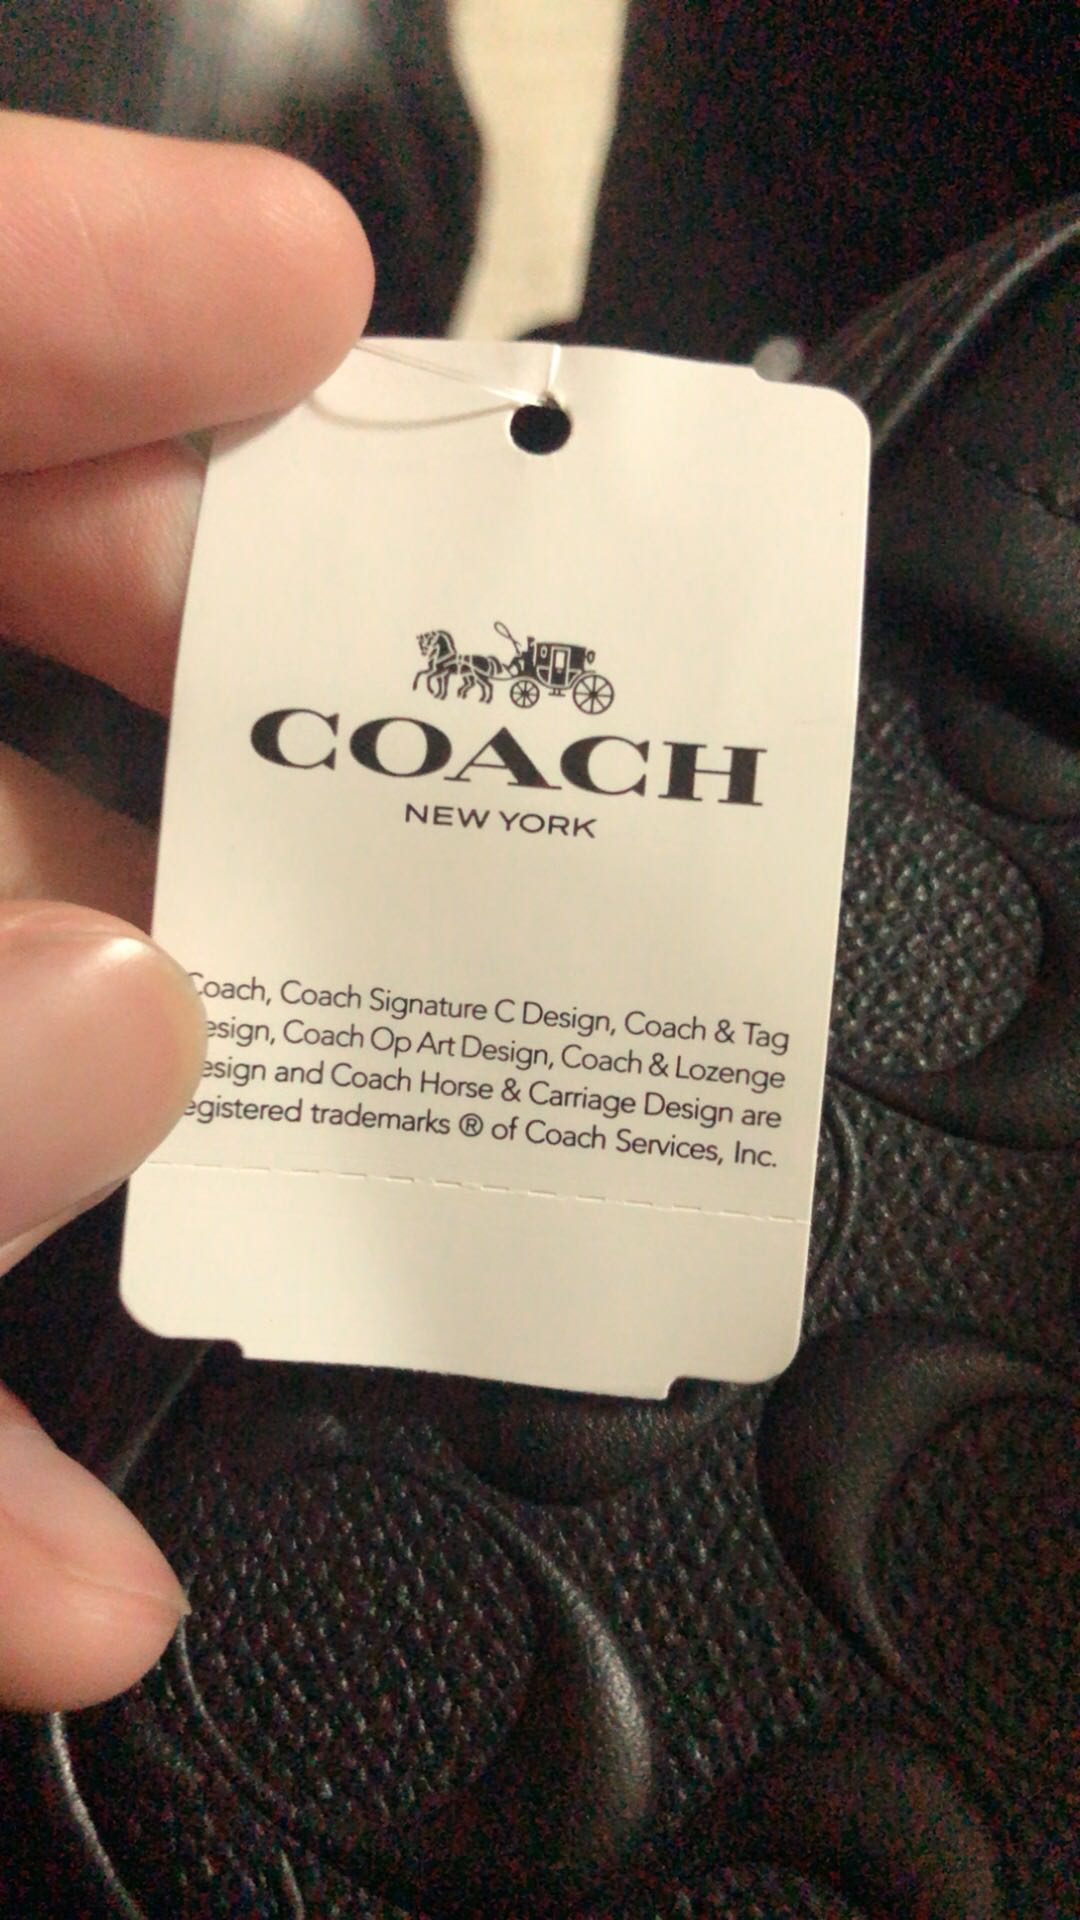 COACH
NEW YORK
Coach, Coach Signature C Design, Coach & Tag
esign, Coach Op Art Design, Coach & Lozenge
esign and Coach Horse & Carriage Design are
egistered trademarks ® of Coach Services, Inc.